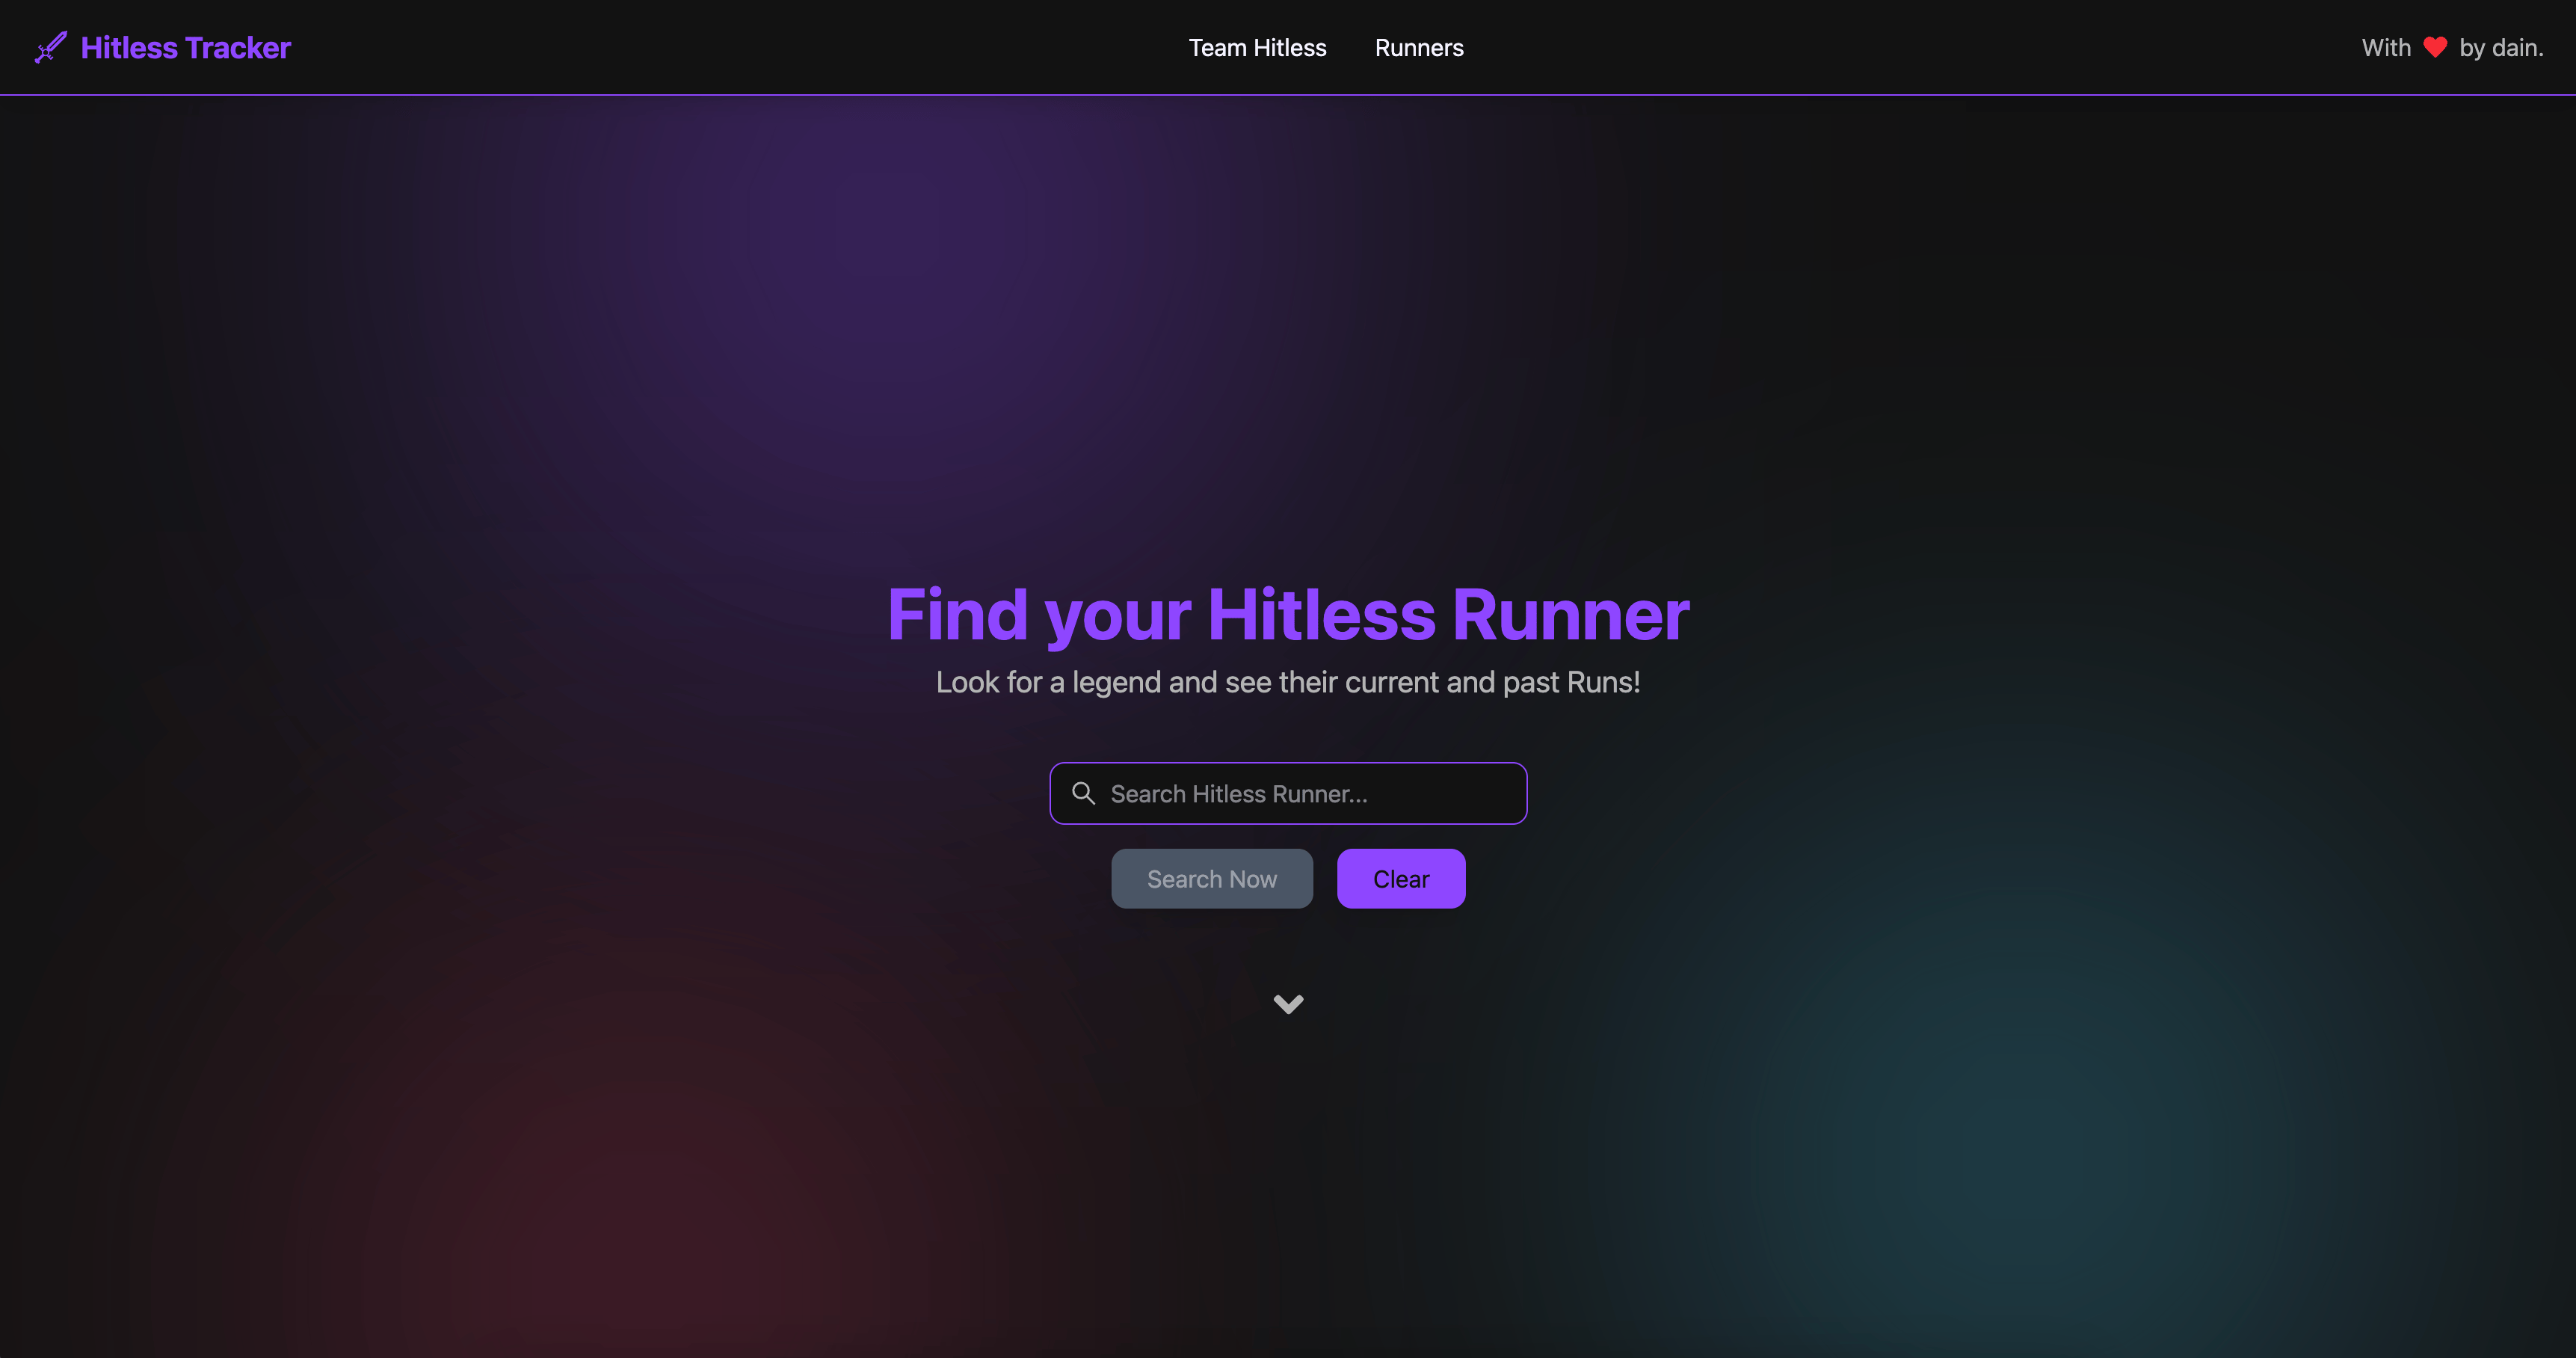 Hitless Tracker
Team Hitless
Runners
With ❤ by dain.
Find your Hitless Runner
Look for a legend and see their current and past Runs!
Search Hitless Runner...
Search Now
Clear